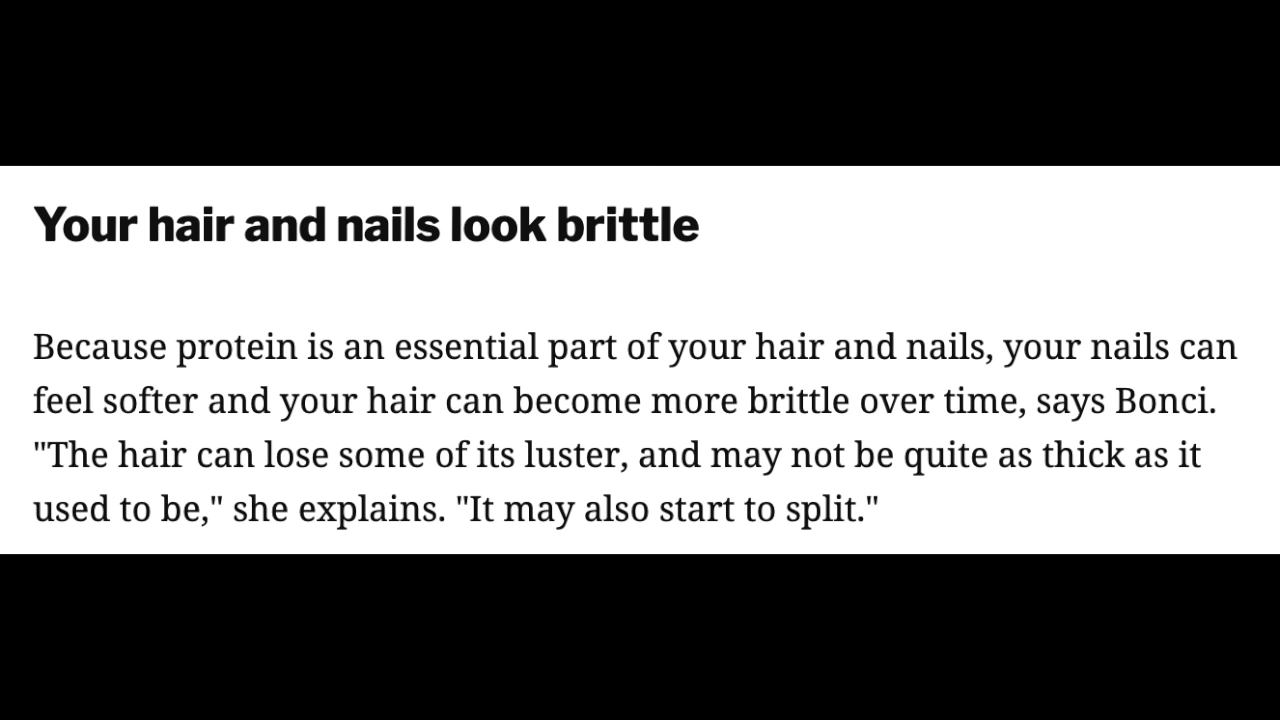 Your hair and nails look brittle
Because protein is an essential part of your hair and nails, your nails can
feel softer and your hair can become more brittle over time, says Bonci.
"The hair can lose some of its luster, and may not be quite as thick as it
used to be," she explains. "It may also start to split."